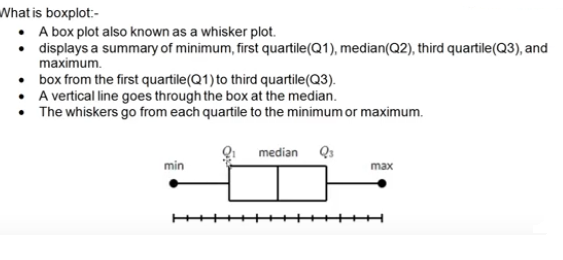 What is boxplot:-
• A box plot also known as a whisker plot.
• displays a summary of minimum, first quartile(Q1), median(Q2), third quartile(Q3), and
maximum.
• box from the first quartile(Q1) to third quartile(Q3).
• A vertical line goes through the box at the median.
• The whiskers go from each quartile to the minimum or maximum.
Q₁ median Q₃
min max